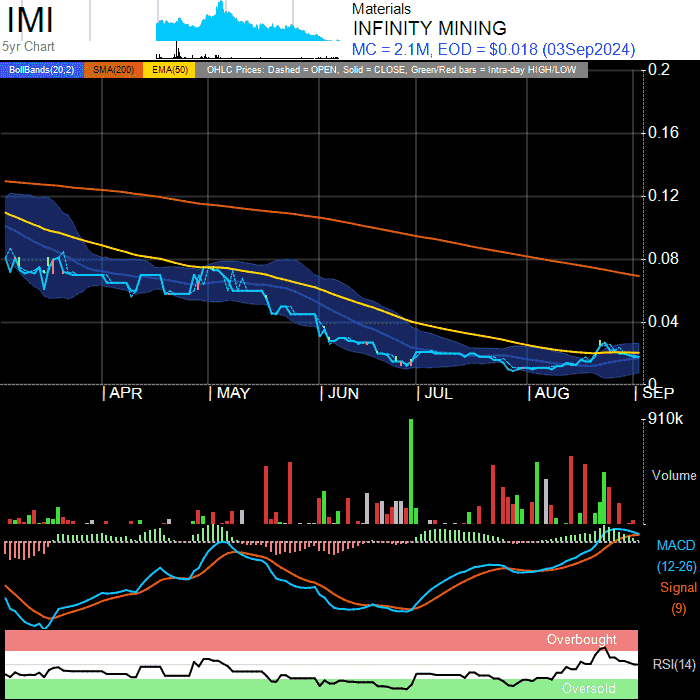 IMI
5yr Chart
Materials
INFINITY MINING
MC = 2.1M, EOD = $0.018 (03Sep2024)
BollBands(20,2) SMA(200) EMA(50) OHLC Prices: Dashed = OPEN, Solid = CLOSE, Green/Red bars = Intra-day HIGH/LOW
0.2
0.16
0.12
0.08
0.04
0
APR MAY JUN JUL AUG SEP
910k
Volume
MACD
(12-26)
Signal
(9)
Overbought
RSI(14)
Oversold